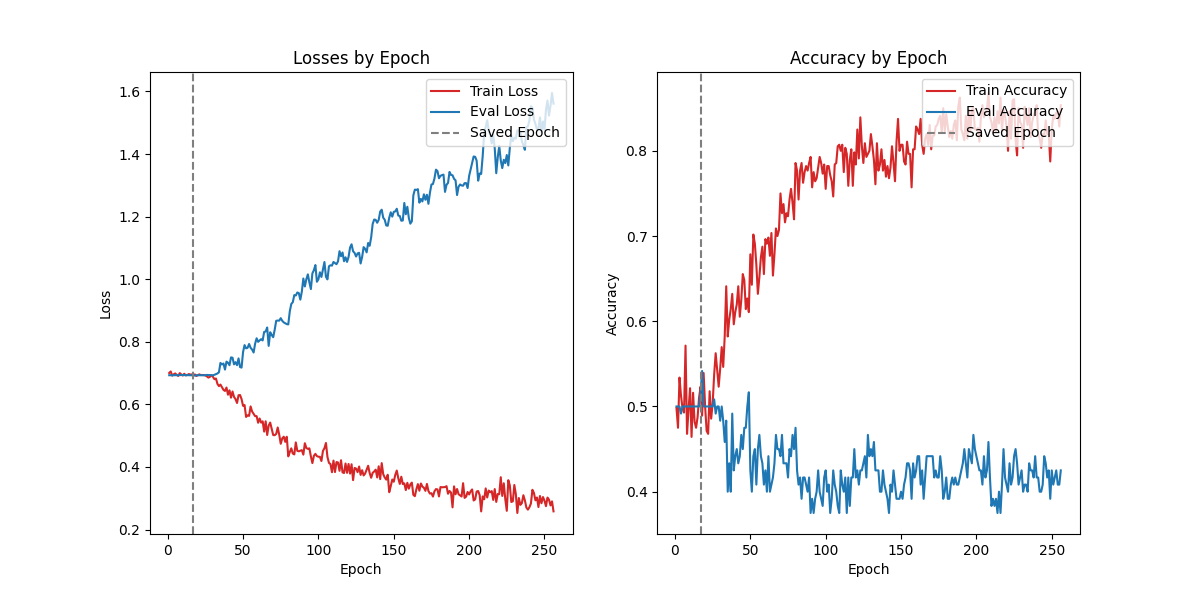 Losses by Epoch
Train Loss
Eval Loss
Saved Epoch
1.6
1.4
1.2
1.0
0.8
0.6
0.4
0.2
Loss
0
50
100
150
200
250
Epoch
Accuracy by Epoch
Train Accuracy
Eval Accuracy
Saved Epoch
0.8
0.7
0.6
0.5
0.4
Accuracy
0
50
100
150
200
250
Epoch